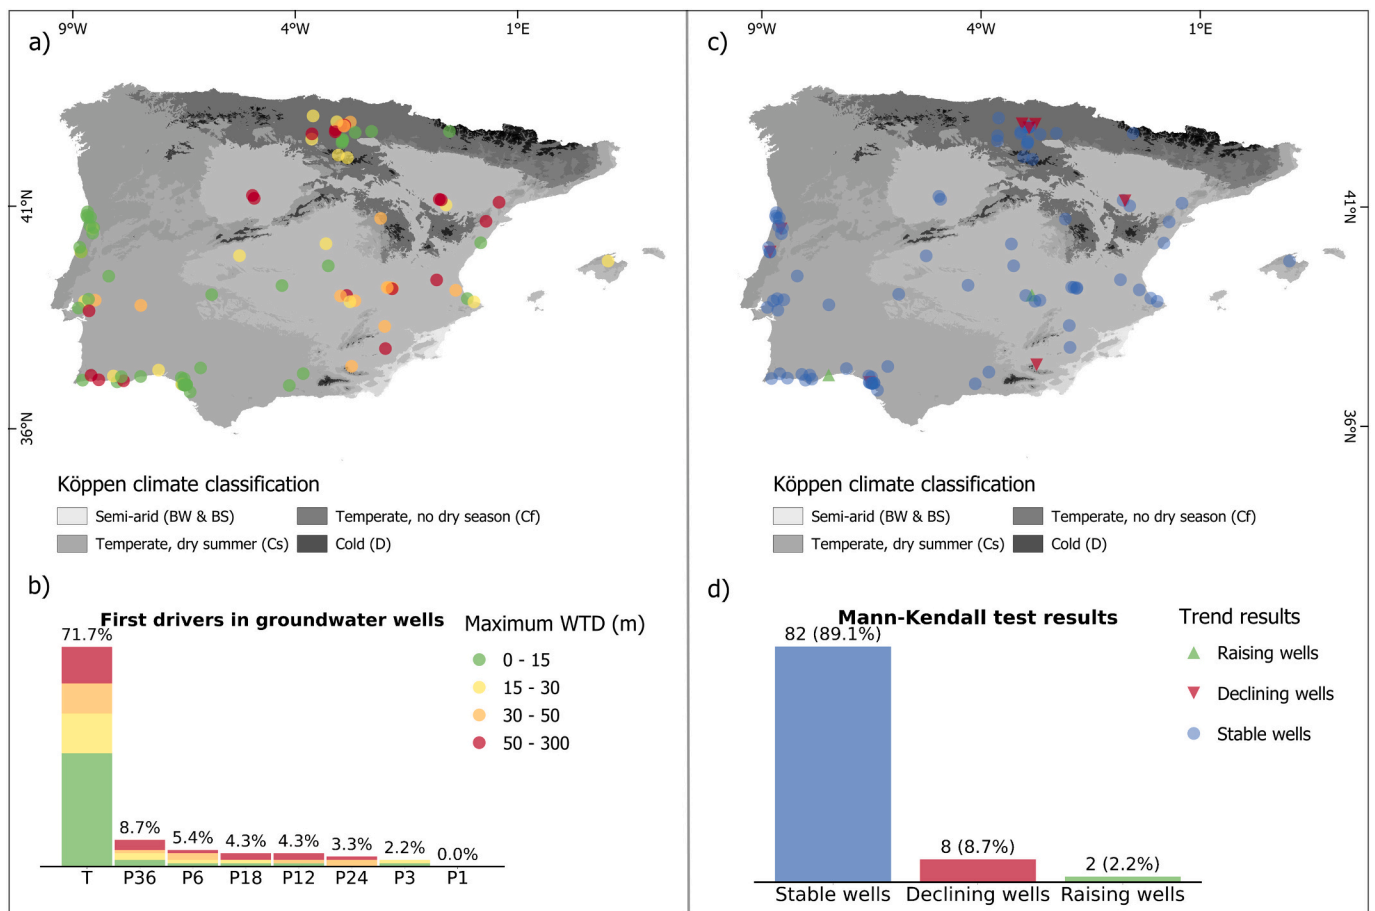 a)
9°W
4°W
1°E
41°N
36°N
Köppen climate classification
Semi-arid (BW & BS)
Temperate, no dry season (Cf)
Temperate, dry summer (Cs)
Cold (D)
b)
First drivers in groundwater wells
71.7%
8.7%
5.4%
4.3%
4.3%
3.3%
2.2%
0.0%
T
P36
P6
P18
P12
P24
P3
P1
Maximum WTD (m)
0 - 15
15 - 30
30 - 50
50 - 300
c)
9°W
4°W
1°E
41°N
36°N
Köppen climate classification
Semi-arid (BW & BS)
Temperate, no dry season (Cf)
Temperate, dry summer (Cs)
Cold (D)
d)
Mann-Kendall test results
82 (89.1%)
8 (8.7%)
2 (2.2%)
Stable wells
Declining wells
Raising wells
Trend results
Raising wells
Declining wells
Stable wells